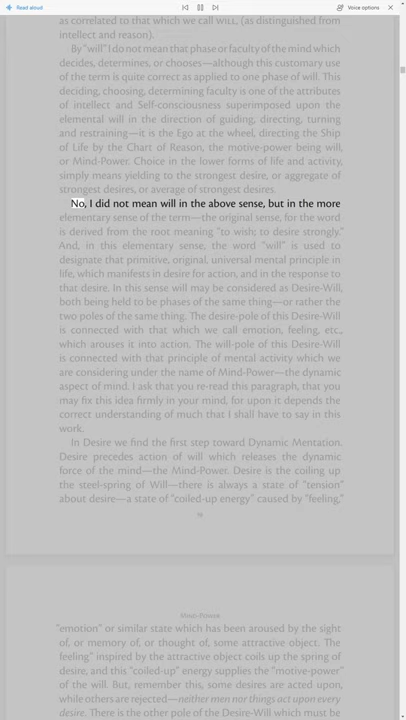 Read aloud
Voice options
as correlated to that which we call WILL, (as distinguished from
intellect and reason).
By "will" I do not mean that phase or faculty of the mind which
decides, determines, or chooses—although this customary use
of the term is quite correct as applied to one phase of will. This
deciding, choosing, determining faculty is one of the attributes
of intellect and Self-consciousness superimposed upon the
elemental will in the direction of guiding, directing, turning
and restraining—it is the Ego at the wheel, directing the Ship
of Life by the Chart of Reason, the motive-power being will,
or Mind-Power. Choice in the lower forms of life and activity,
simply means yielding to the strongest desire, or aggregate of
strongest desires, or average of strongest desires.
No, I did not mean will in the above sense, but in the more
elementary sense of the term—the original sense, for the word
is derived from the root meaning "to wish; to desire strongly."
And, in this elementary sense, the word "will" is used to
designate that primitive, original, universal mental principle in
life, which manifests in desire for action, and in the response to
that desire. In this sense will may be considered as Desire-Will,
both being held to be phases of the same thing—or rather the
two poles of the same thing. The desire-pole of this Desire-Will
is connected with that which we call emotion, feeling, etc.,
which arouses it into action. The will-pole of this Desire-Will
is connected with that principle of mental activity which we
are considering under the name of Mind-Power—the dynamic
aspect of mind. I ask that you re-read this paragraph, that you
may fix this idea firmly in your mind, for upon it depends the
correct understanding of much that I shall have to say in this
work.
In Desire we find the first step toward Dynamic Mentation.
Desire precedes action of will which releases the dynamic
force of the mind—the Mind-Power. Desire is the coiling up
the steel-spring of Will—there is always a state of "tension"
about desire—a state of "coiled-up energy" caused by "feeling,"
Mind-Power
"emotion" or similar state which has been aroused by the sight
of, or memory of, or thought of, some attractive object. The
"feeling" inspired by the attractive object coils up the spring of
desire, and this "coiled-up" energy supplies the "motive-power"
of the will. But, remember this, some desires are acted upon,
while others are rejected—neither men nor things act upon every
desire. There is the other pole of the Desire-Will which must be